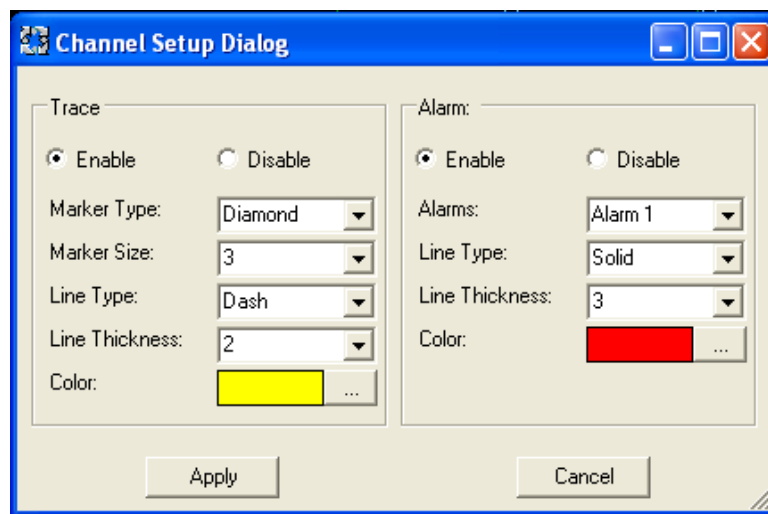 Channel Setup Dialog
Trace
Enable Disable
Marker Type: Diamond
Marker Size: 3
Line Type: Dash
Line Thickness: 2
Color: ...
Alarm:
Enable Disable
Alarms: Alarm 1
Line Type: Solid
Line Thickness: 3
Color: ...
Apply Cancel